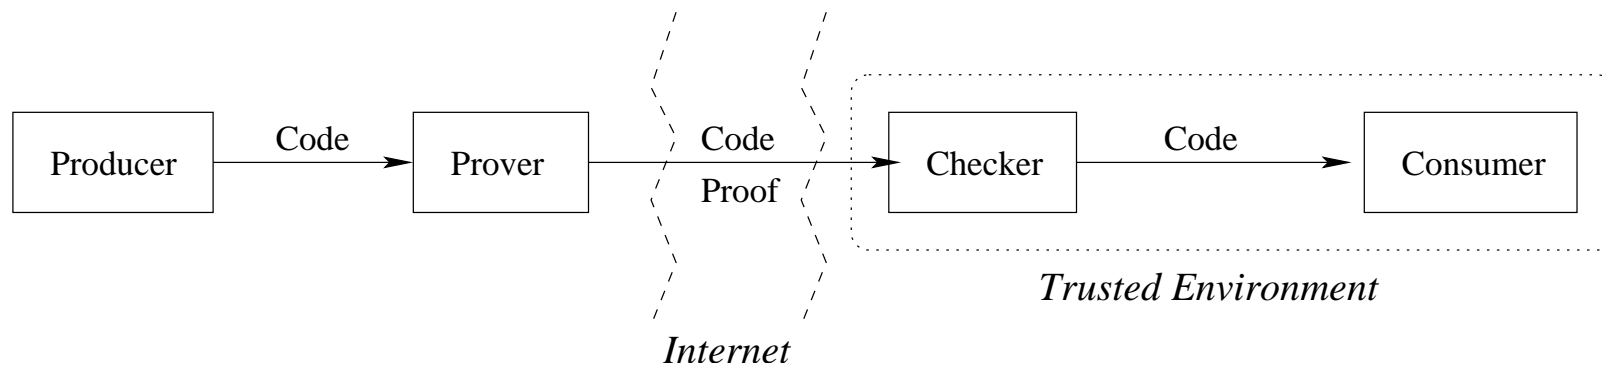 Producer
Code
Prover
Code
Proof
Checker
Code
Consumer
Trusted Environment
Internet